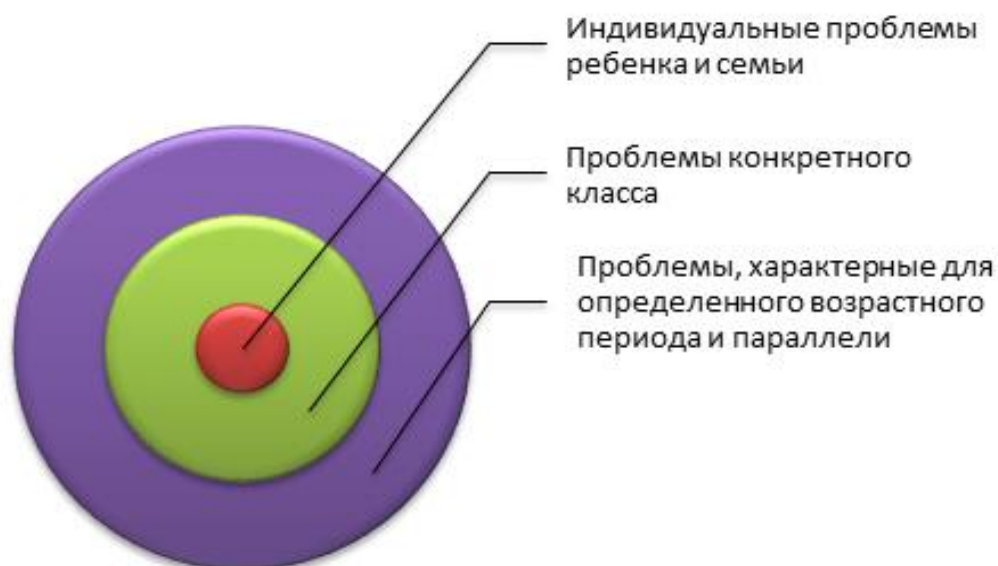 Индивидуальные проблемы
ребенка и семьи
Проблемы конкретного
класса
Проблемы, характерные для
определенного возрастного
периода и параллели